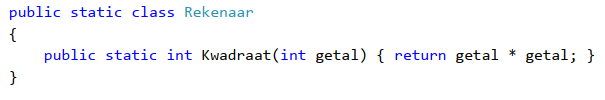 public static class Rekenaar
{
    public static int Kwadraat(int getal) { return getal * getal; }
}